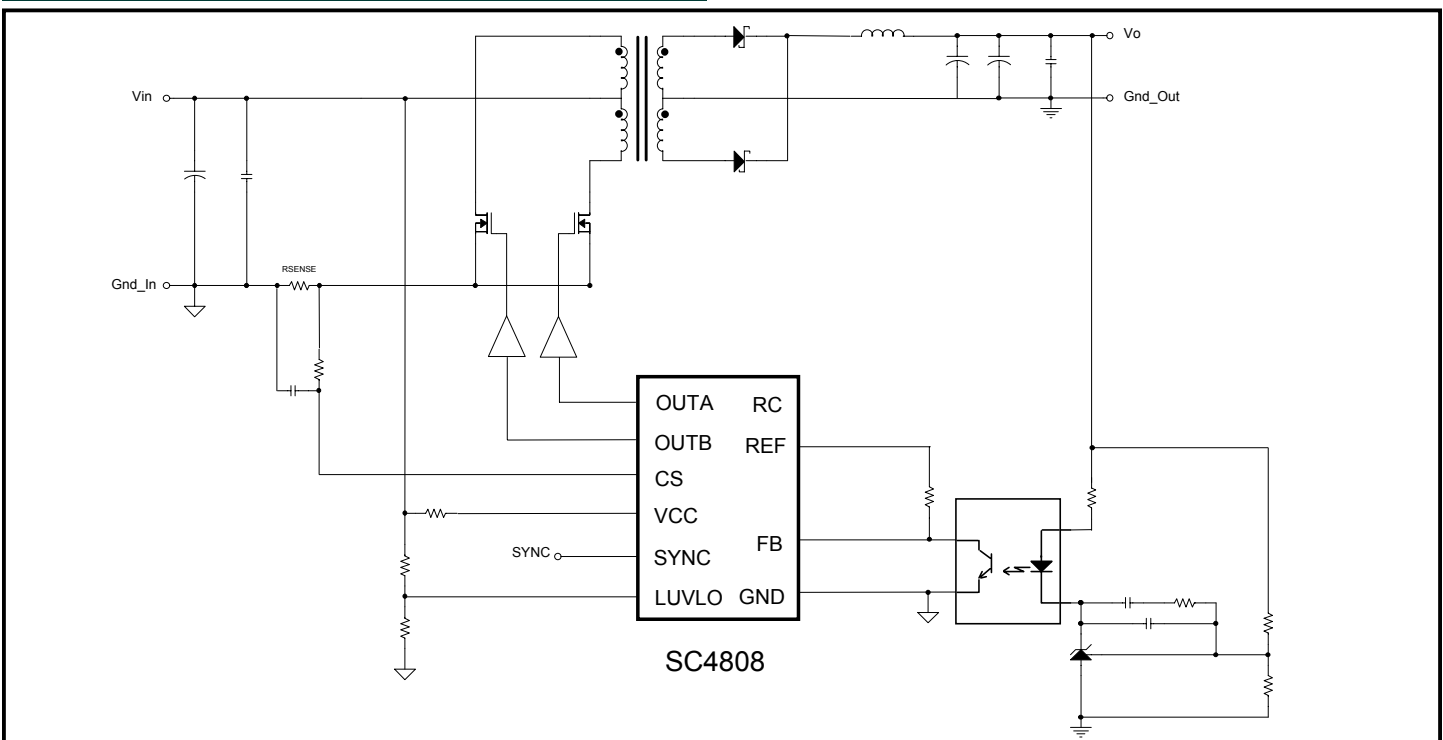 Vo
Vin
Gnd_Out
Gnd_In
RSENSE
OUTA
RC
OUTB
REF
CS
VCC
SYNC
SYNC
FB
LUVLO
GND
SC4808